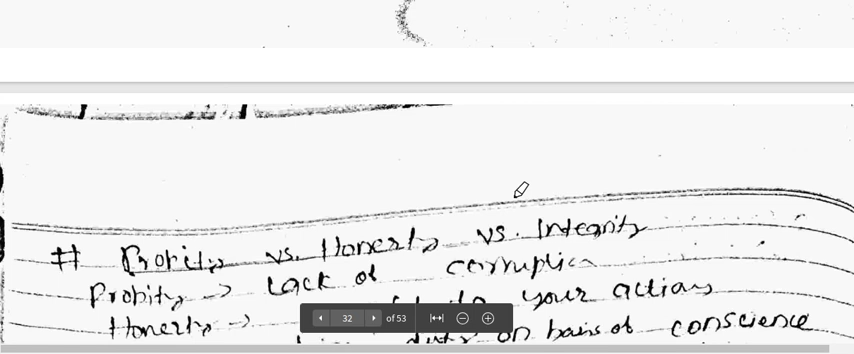 # Probity vs. Honesty vs. Integrity
Probity → Lack of corruption
Honesty → your actions
on basis of conscience
32 of 53